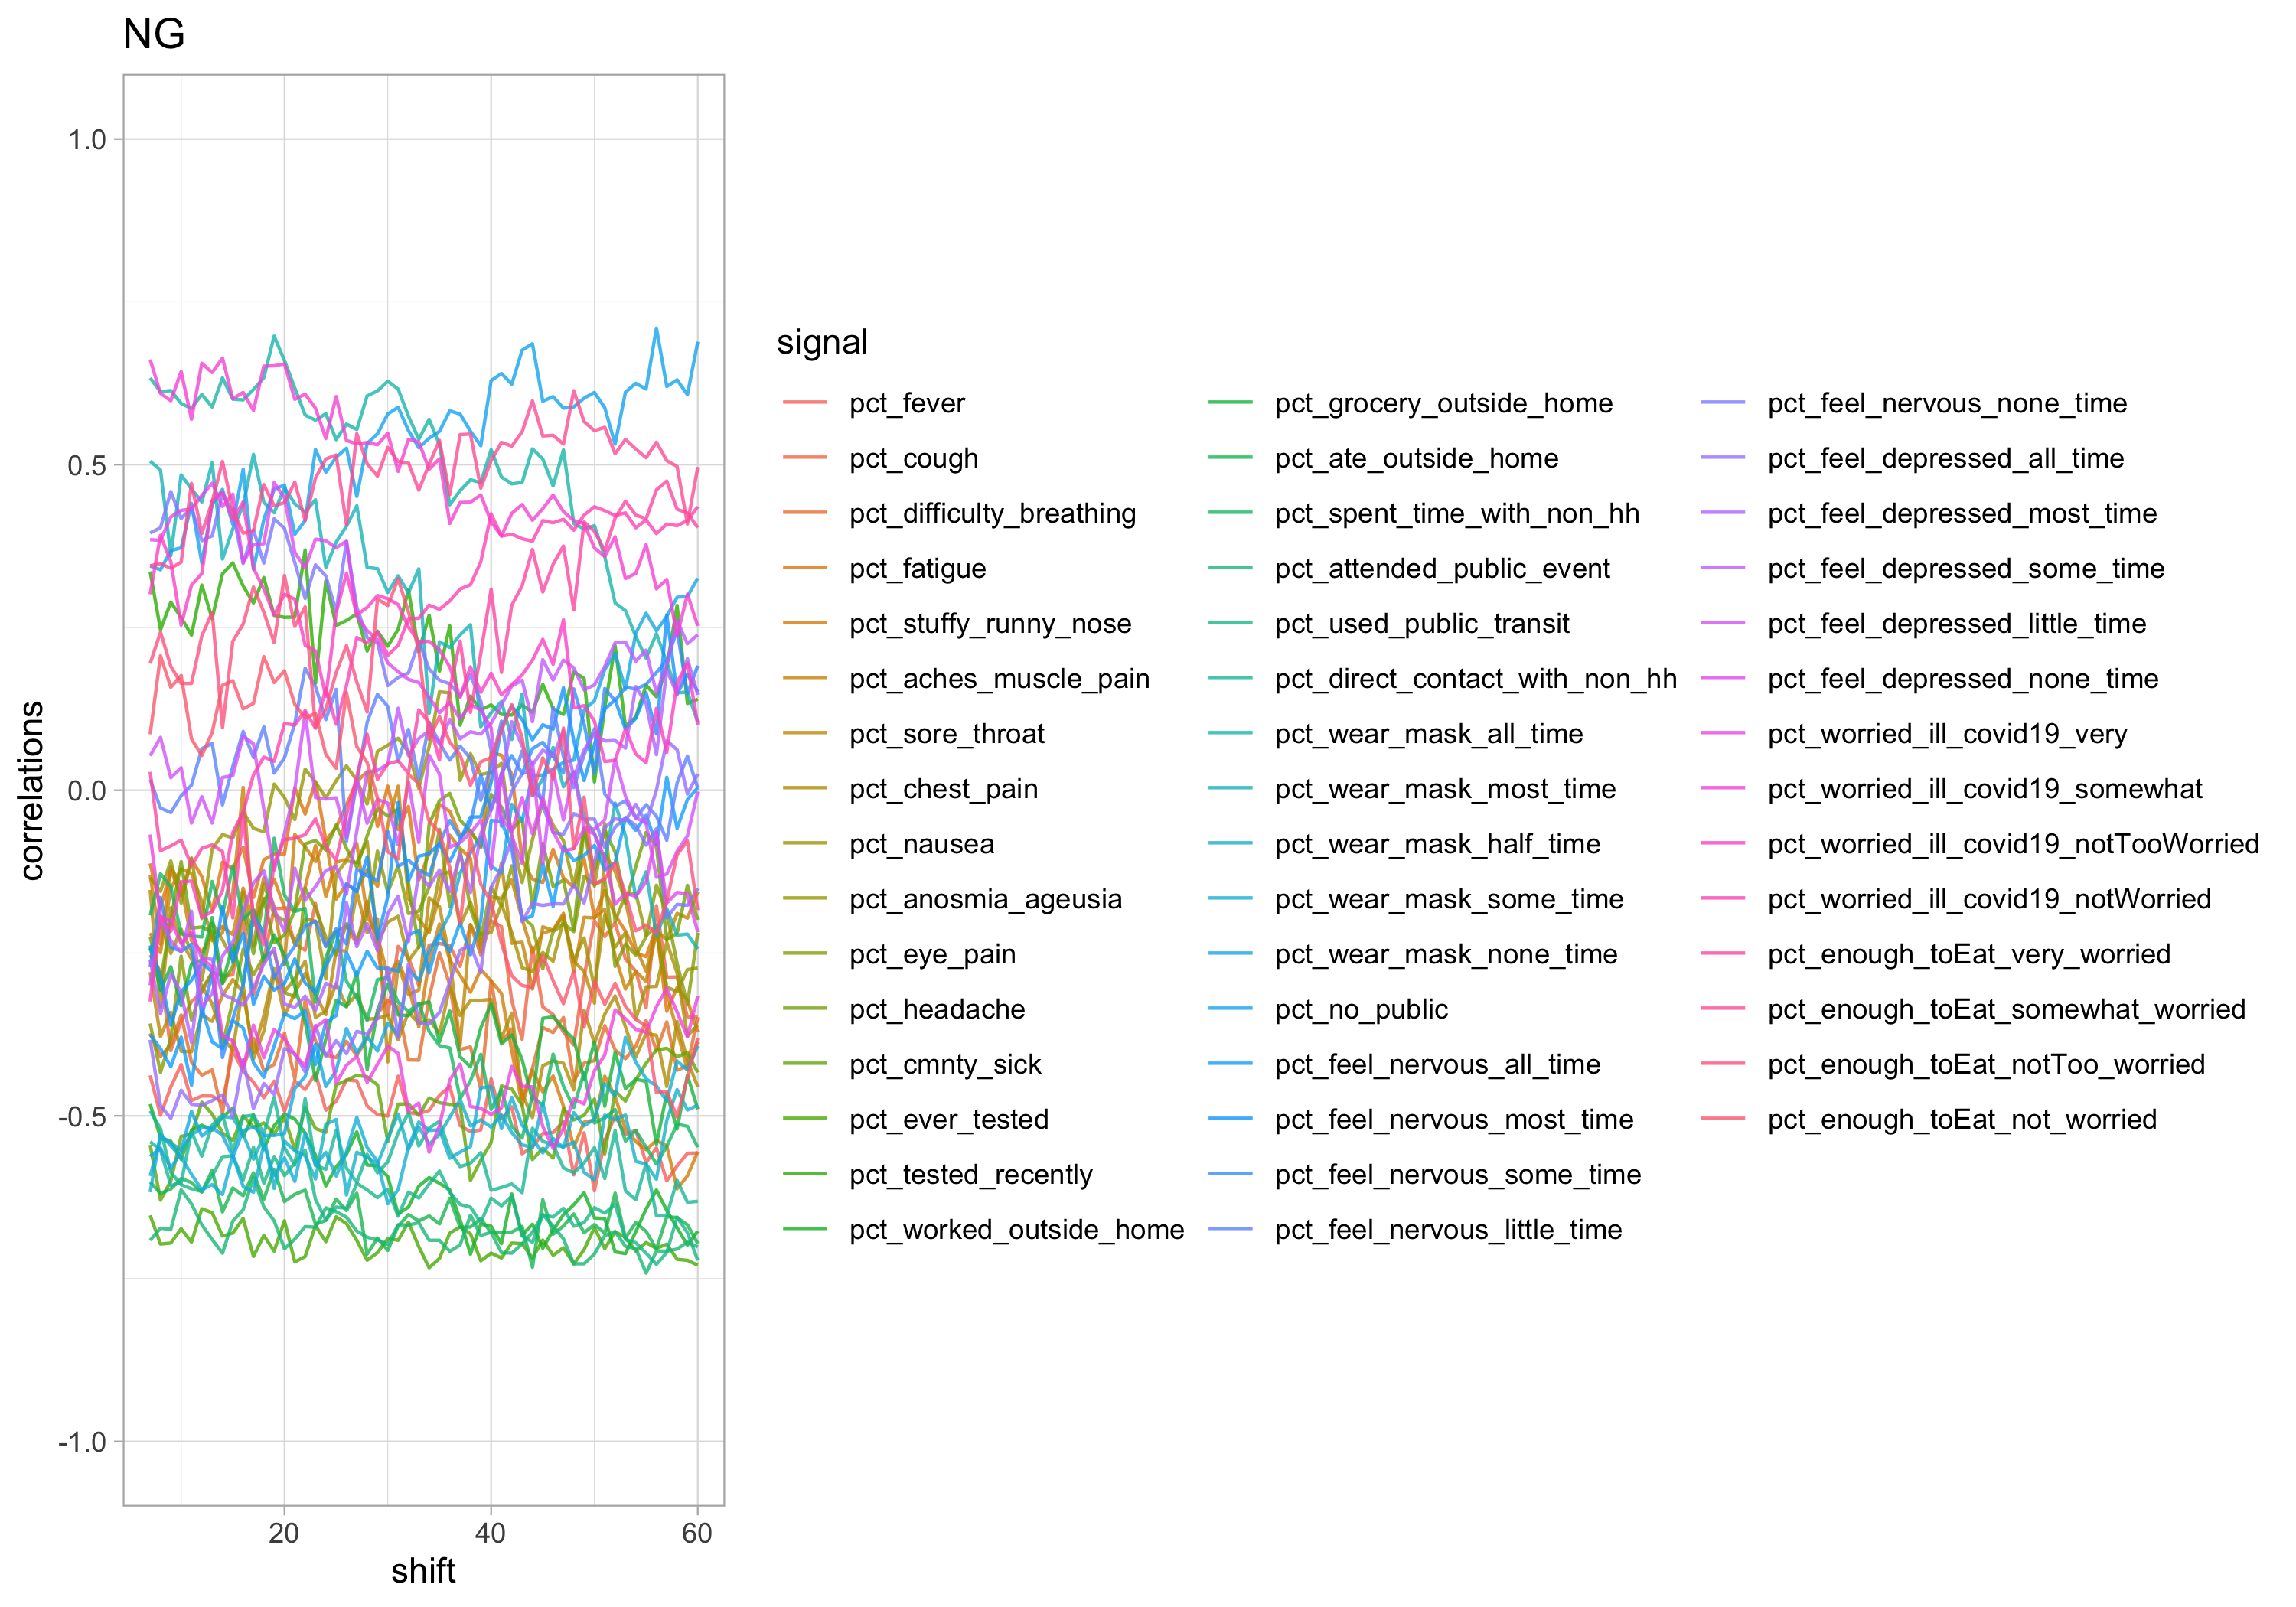 NG
1.0
0.5
0.0
-0.5
-1.0
correlations
20 40 60
shift
signal
pct_fever
pct_cough
pct_difficulty_breathing
pct_fatigue
pct_stuffy_runny_nose
pct_aches_muscle_pain
pct_sore_throat
pct_chest_pain
pct_nausea
pct_anosmia_ageusia
pct_eye_pain
pct_headache
pct_cmnty_sick
pct_ever_tested
pct_tested_recently
pct_worked_outside_home
pct_grocery_outside_home
pct_ate_outside_home
pct_spent_time_with_non_hh
pct_attended_public_event
pct_used_public_transit
pct_direct_contact_with_non_hh
pct_wear_mask_all_time
pct_wear_mask_most_time
pct_wear_mask_half_time
pct_wear_mask_some_time
pct_wear_mask_none_time
pct_no_public
pct_feel_nervous_all_time
pct_feel_nervous_most_time
pct_feel_nervous_some_time
pct_feel_nervous_little_time
pct_feel_nervous_none_time
pct_feel_depressed_all_time
pct_feel_depressed_most_time
pct_feel_depressed_some_time
pct_feel_depressed_little_time
pct_feel_depressed_none_time
pct_worried_ill_covid19_very
pct_worried_ill_covid19_somewhat
pct_worried_ill_covid19_notTooWorried
pct_worried_ill_covid19_notWorried
pct_enough_toEat_very_worried
pct_enough_toEat_somewhat_worried
pct_enough_toEat_notToo_worried
pct_enough_toEat_not_worried